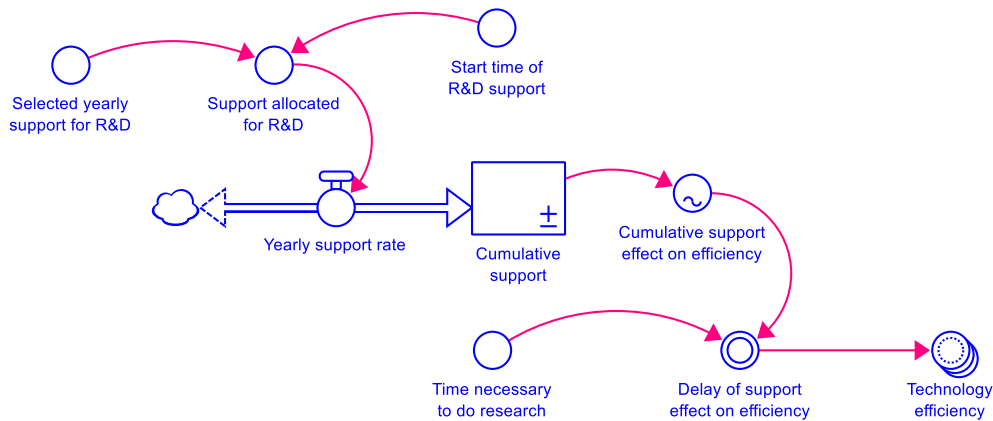 Start time of
R&D support
Selected yearly
support for R&D
Support allocated
for R&D
Yearly support rate
Cumulative
support
±
Cumulative support
effect on efficiency
Time necessary
to do research
Delay of support
effect on efficiency
Technology
efficiency